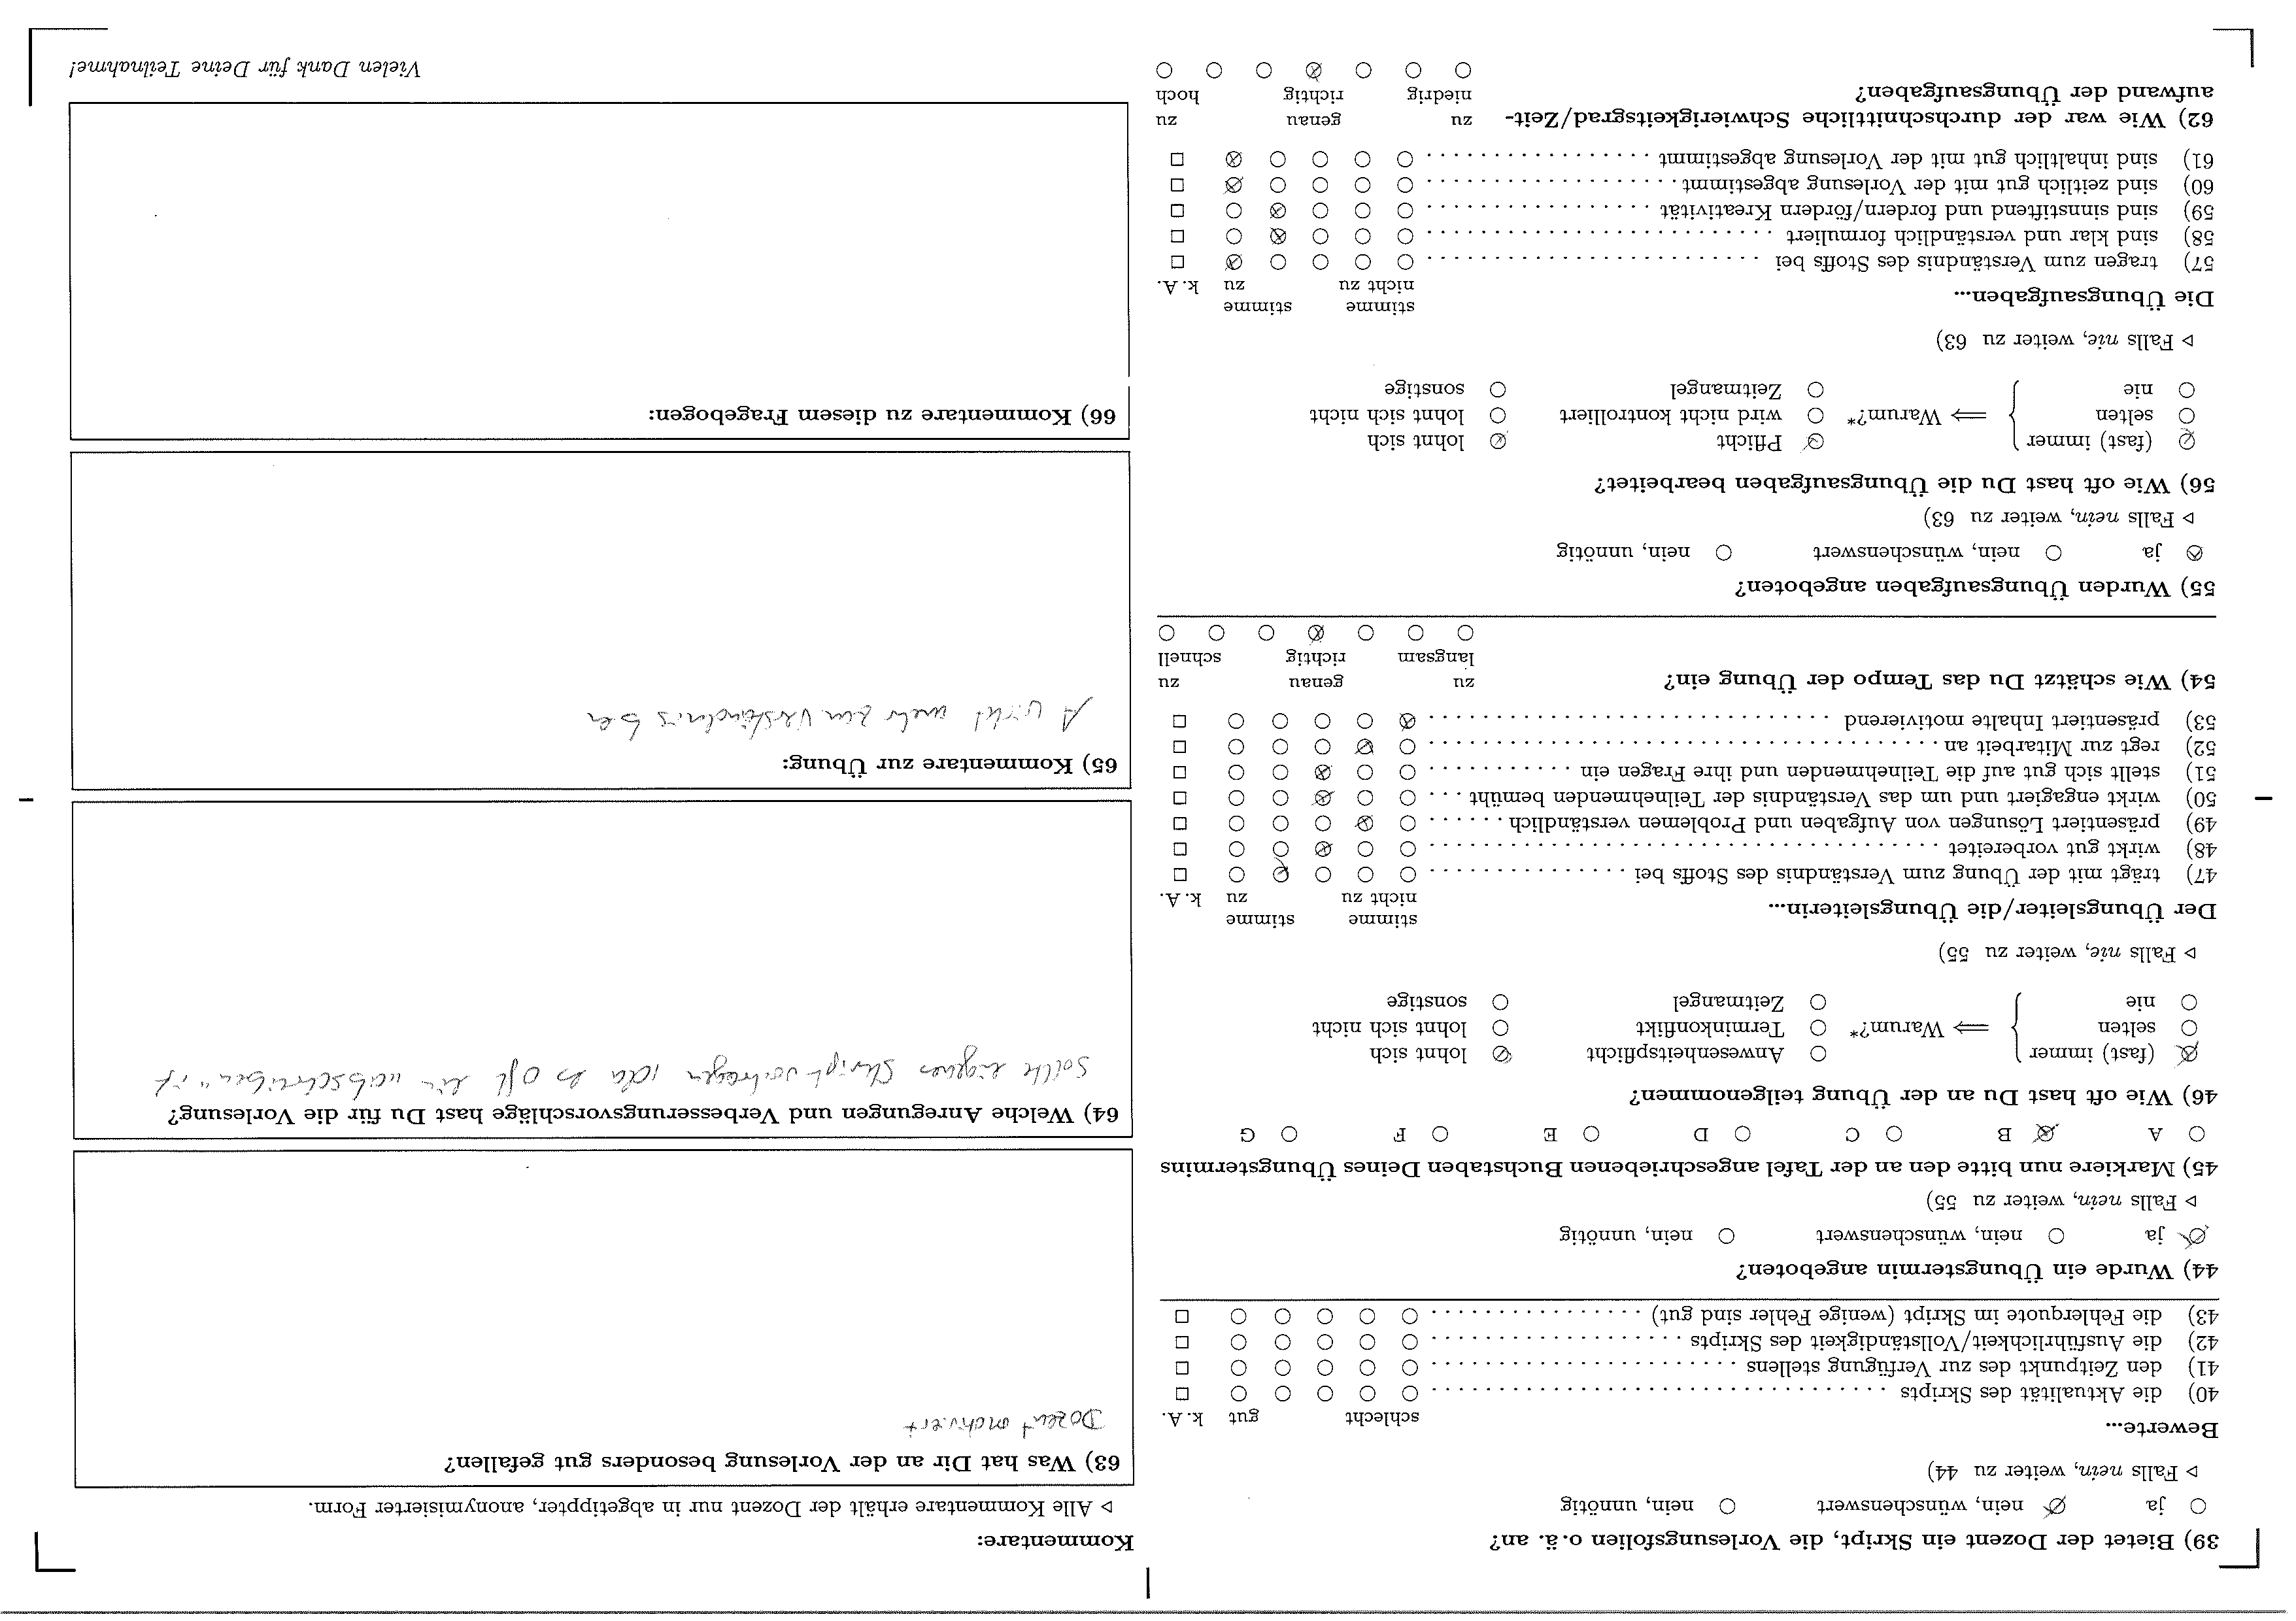 39) Bietet der Dozent ein Skript, die Vorlesungsfolien o.ä. an?
ja nein, wünschenswert nein, unnötig
▹ Falls nein, weiter zu 44)
Bewerte...
schlecht gut k.A.
40) die Aktualität des Skripts
41) den Zeitpunkt des zur Verfügung stellens
42) die Ausführlichkeit/Vollständigkeit des Skripts
43) die Fehlerquote im Skript (wenige Fehler sind gut)
44) Wurde ein Übungstermin angeboten?
ja nein, wünschenswert nein, unnötig
▹ Falls nein, weiter zu 55)
45) Markiere nun bitte den an der Tafel angeschriebenen Buchstaben Deines Übungstermins
A B C D E F G
46) Wie oft hast Du an der Übung teilgenommen?
(fast) immer Anwesenheitspflicht lohnt sich
selten ⟹ Warum?* Terminkonflikt lohnt sich nicht
nie Zeitmangel sonstige
▹ Falls nie, weiter zu 55)
Der Übungsleiter/die Übungsleiterin...
stimme stimme
nicht zu zu k.A.
47) trägt mit der Übung zum Verständnis des Stoffs bei
48) wirkt gut vorbereitet
49) präsentiert Lösungen von Aufgaben und Problemen verständlich
50) wirkt engagiert und um das Verständnis der Teilnehmenden bemüht
51) stellt sich gut auf die Teilnehmenden und ihre Fragen ein
52) regt zur Mitarbeit an
53) präsentiert Inhalte motivierend
54) Wie schätzt Du das Tempo der Übung ein?
zu genau zu
langsam richtig schnell
55) Wurden Übungsaufgaben angeboten?
ja nein, wünschenswert nein, unnötig
▹ Falls nein, weiter zu 63)
56) Wie oft hast Du die Übungsaufgaben bearbeitet?
(fast) immer Pflicht lohnt sich
selten ⟹ Warum?* wird nicht kontrolliert lohnt sich nicht
nie Zeitmangel sonstige
▹ Falls nie, weiter zu 63)
Die Übungsaufgaben...
stimme stimme
nicht zu zu k.A.
57) tragen zum Verständnis des Stoffs bei
58) sind klar und verständlich formuliert
59) sind sinnstiftend und fordern/fördern Kreativität
60) sind zeitlich gut mit der Vorlesung abgestimmt
61) sind inhaltlich gut mit der Vorlesung abgestimmt
62) Wie war der durchschnittliche Schwierigkeitsgrad/Zeit-
aufwand der Übungsaufgaben?
zu genau zu
niedrig richtig hoch
Kommentare:
▹ Alle Kommentare erhält der Dozent nur in abgetippter, anonymisierter Form.
63) Was hat Dir an der Vorlesung besonders gut gefallen?
Dozent motiviert
64) Welche Anregungen und Verbesserungsvorschläge hast Du für die Vorlesung?
Sollte eigenes Skript vortragen, da es oft ein "abschreiben" ist
65) Kommentare zur Übung:
A mehr zum Verständnis bei
66) Kommentare zu diesem Fragebogen:
Vielen Dank für Deine Teilnahme!